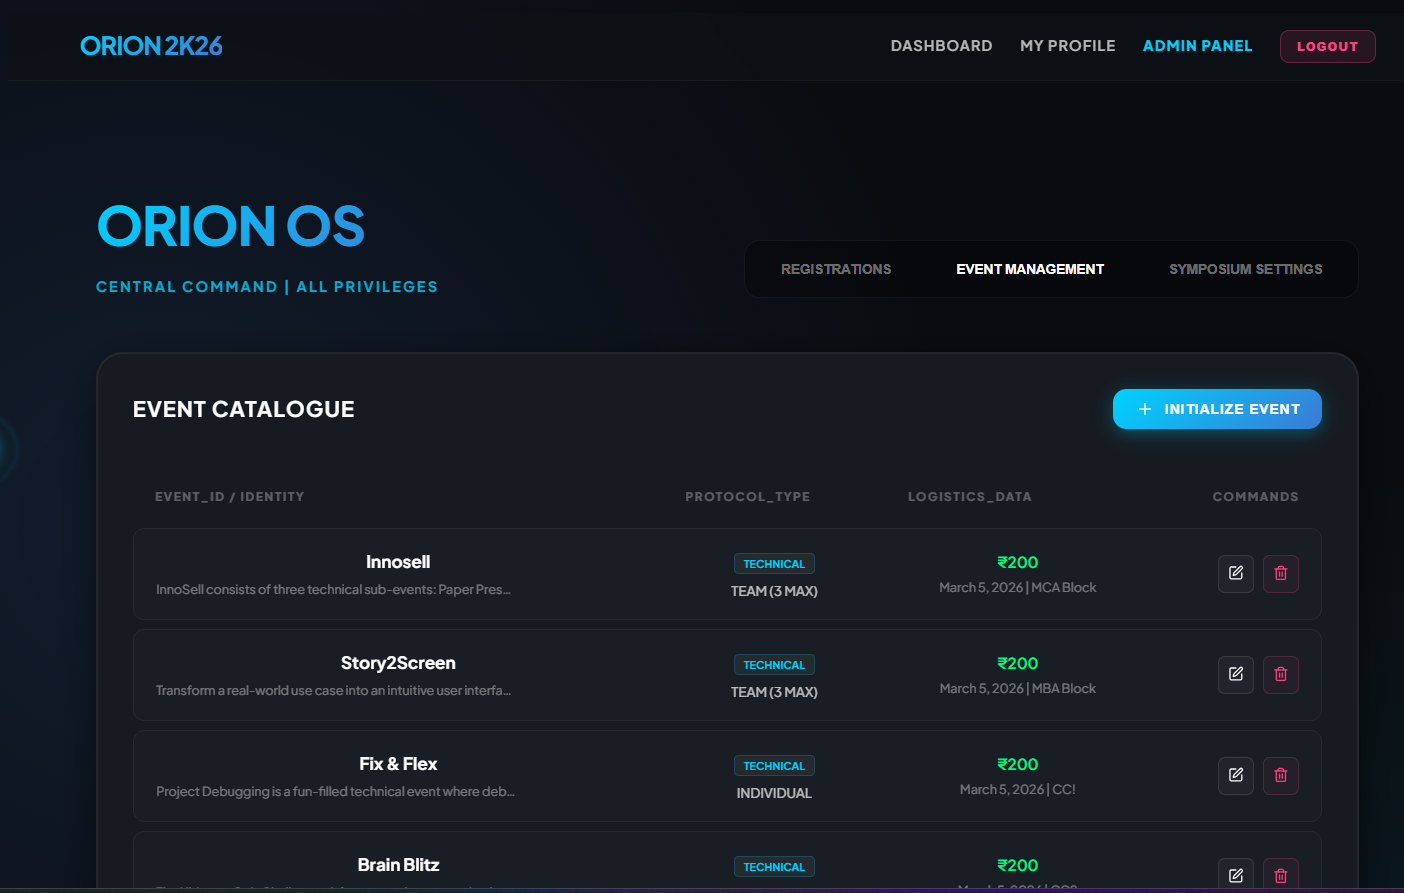 ORION 2K26
DASHBOARD MY PROFILE ADMIN PANEL LOGOUT
ORION OS
CENTRAL COMMAND | ALL PRIVILEGES
REGISTRATIONS EVENT MANAGEMENT SYMPOSIUM SETTINGS
EVENT CATALOGUE
+ INITIALIZE EVENT
EVENT_ID / IDENTITY PROTOCOL_TYPE LOGISTICS_DATA COMMANDS
Innosell TECHNICAL ₹200
InnoSell consists of three technical sub-events: Paper Pres... TEAM (3 MAX) March 5, 2026 | MCA Block
Story2Screen TECHNICAL ₹200
Transform a real-world use case into an intuitive user interfa... TEAM (3 MAX) March 5, 2026 | MBA Block
Fix & Flex TECHNICAL ₹200
Project Debugging is a fun-filled technical event where deb... INDIVIDUAL March 5, 2026 | CC!
Brain Blitz TECHNICAL ₹200